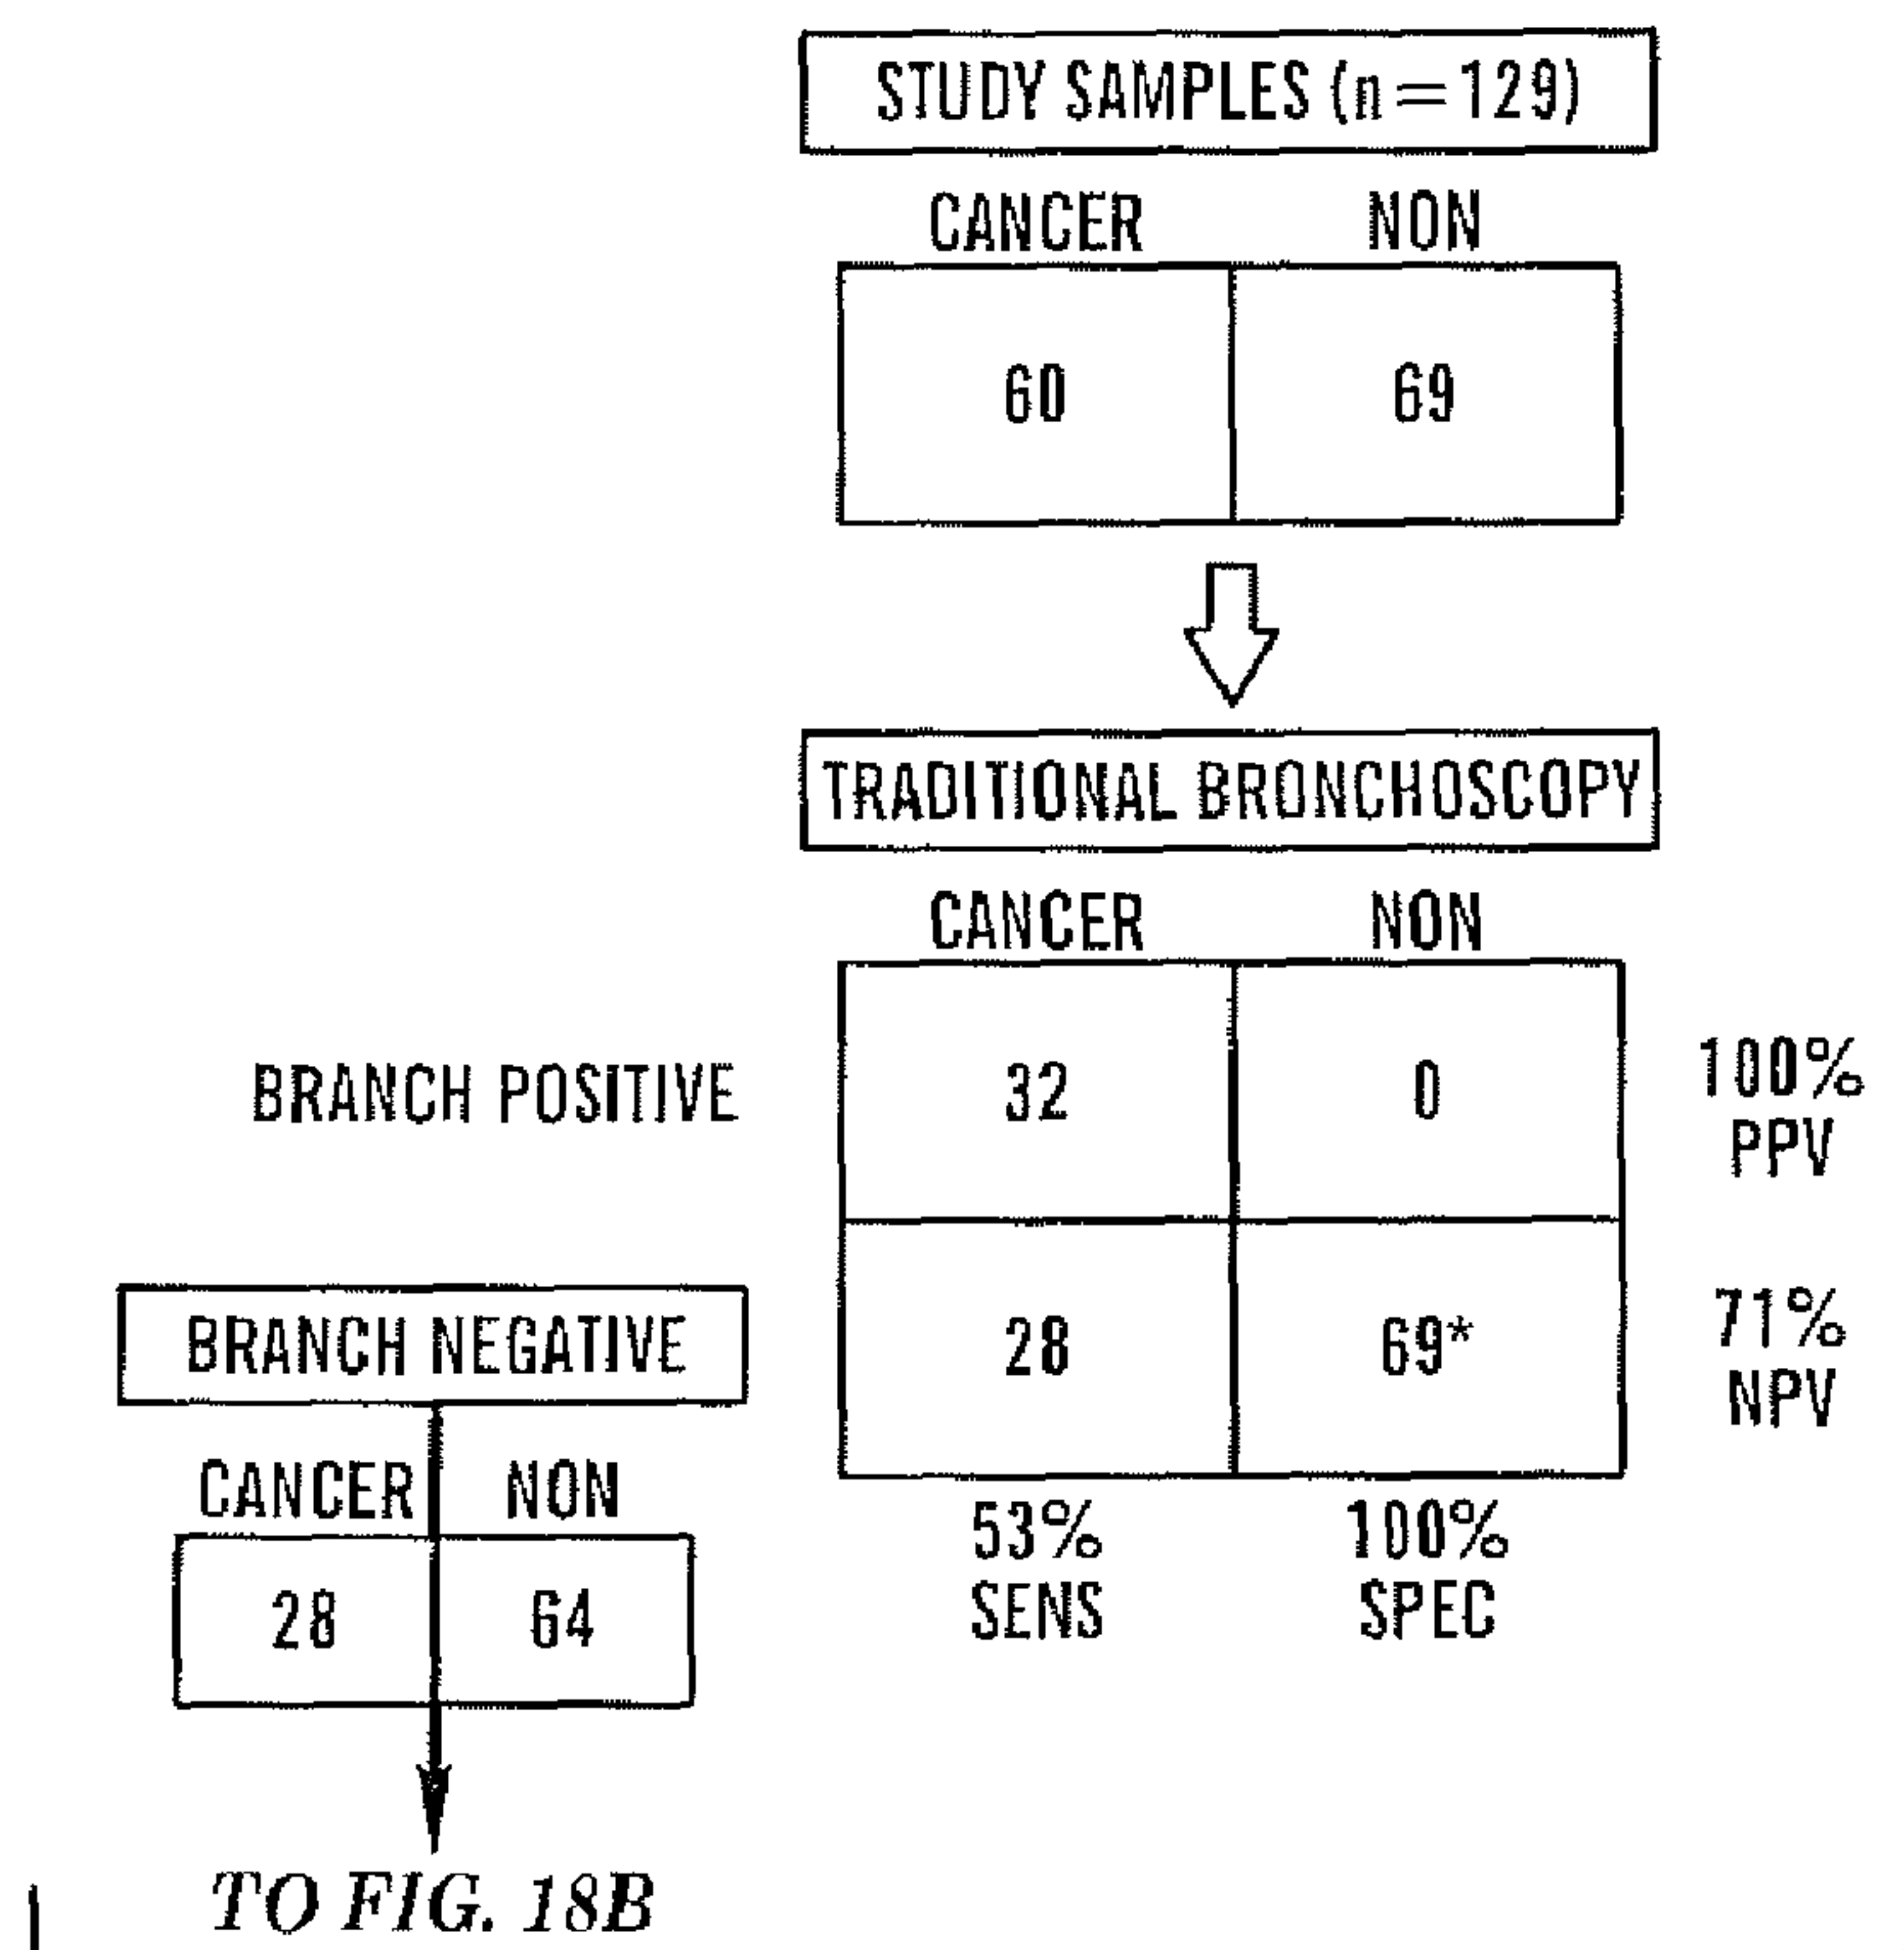 STUDY SAMPLES (n=129)
CANCER NON
60 69
TRADITIONAL BRONCHOSCOPY
CANCER NON
BRANCH POSITIVE 32 0 100%
PPV
BRANCH NEGATIVE 28 69* 71%
NPV
CANCER NON
28 64
53% 100%
SENS SPEC
TO FIG. 18B